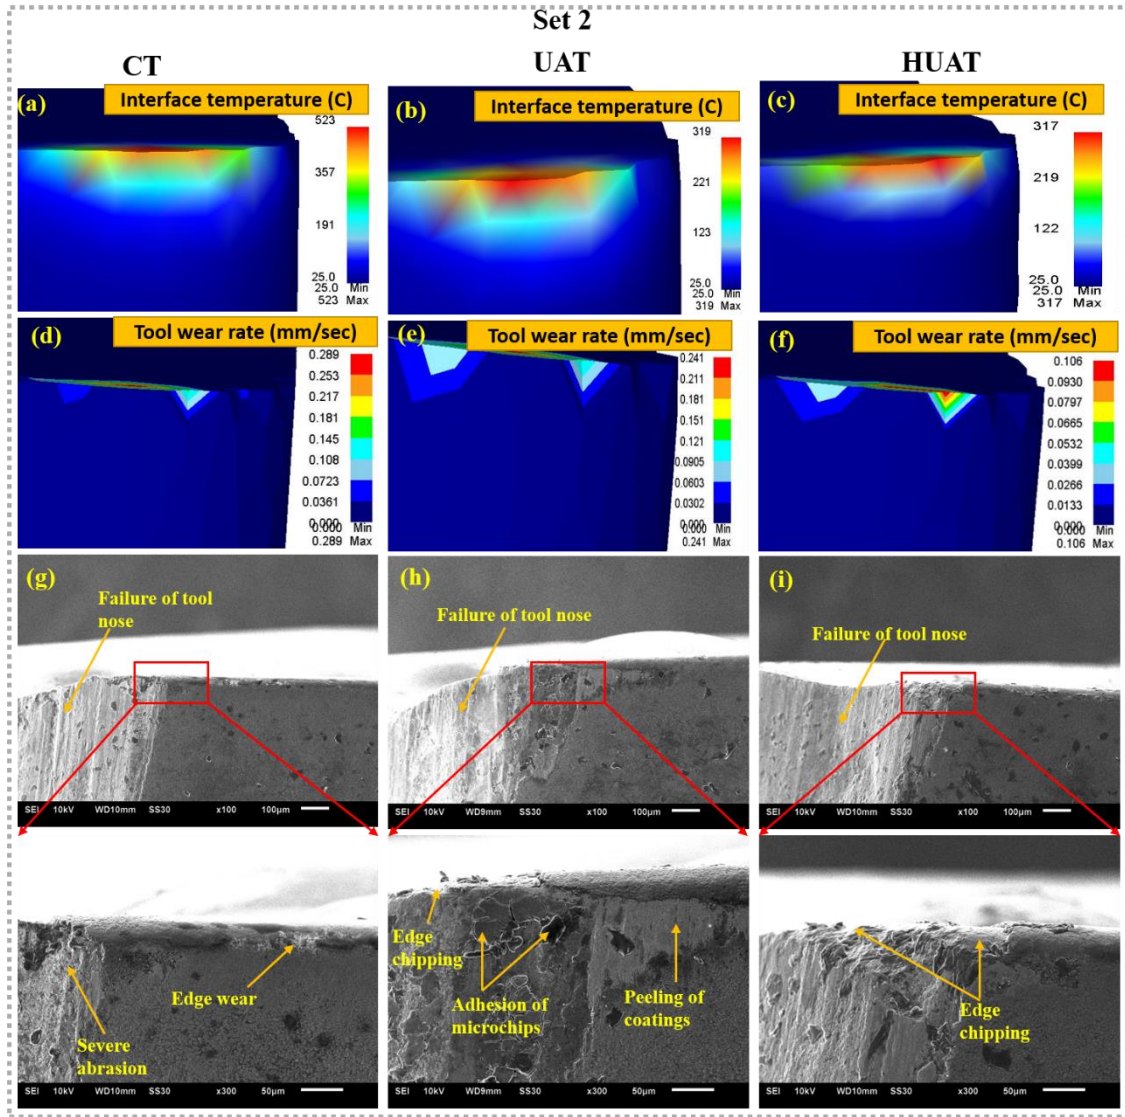 Set 2
CT
UAT
HUAT
(a)
Interface temperature (C)
523
357
191
25.0
25.0 Min
523 Max
(b)
Interface temperature (C)
319
221
123
25.0
25.0 Min
319 Max
(c)
Interface temperature (C)
317
219
122
25.0
25.0 Min
317 Max
(d)
Tool wear rate (mm/sec)
0.289
0.253
0.217
0.181
0.145
0.108
0.0723
0.0361
0.000
0.000 Min
0.289 Max
(e)
Tool wear rate (mm/sec)
0.241
0.211
0.181
0.151
0.121
0.0905
0.0603
0.0302
0.000
0.000 Min
0.241 Max
(f)
Tool wear rate (mm/sec)
0.106
0.0930
0.0797
0.0665
0.0532
0.0399
0.0266
0.0133
0.000
0.000 Min
0.106 Max
(g)
Failure of tool
nose
SEI 10kV WD10mm SS30 x100 100µm
(h)
Failure of tool nose
SEI 10kV WD9mm SS30 x100 100µm
(i)
Failure of tool nose
SEI 10kV WD10mm SS30 x100 100µm
Edge wear
Severe
abrasion
SEI 10kV WD10mm SS30 x300 50µm
Edge
chipping
Adhesion of
microchips
Peeling of
coatings
SEI 10kV WD9mm SS30 x300 50µm
Edge
chipping
SEI 10kV WD10mm SS30 x300 50µm